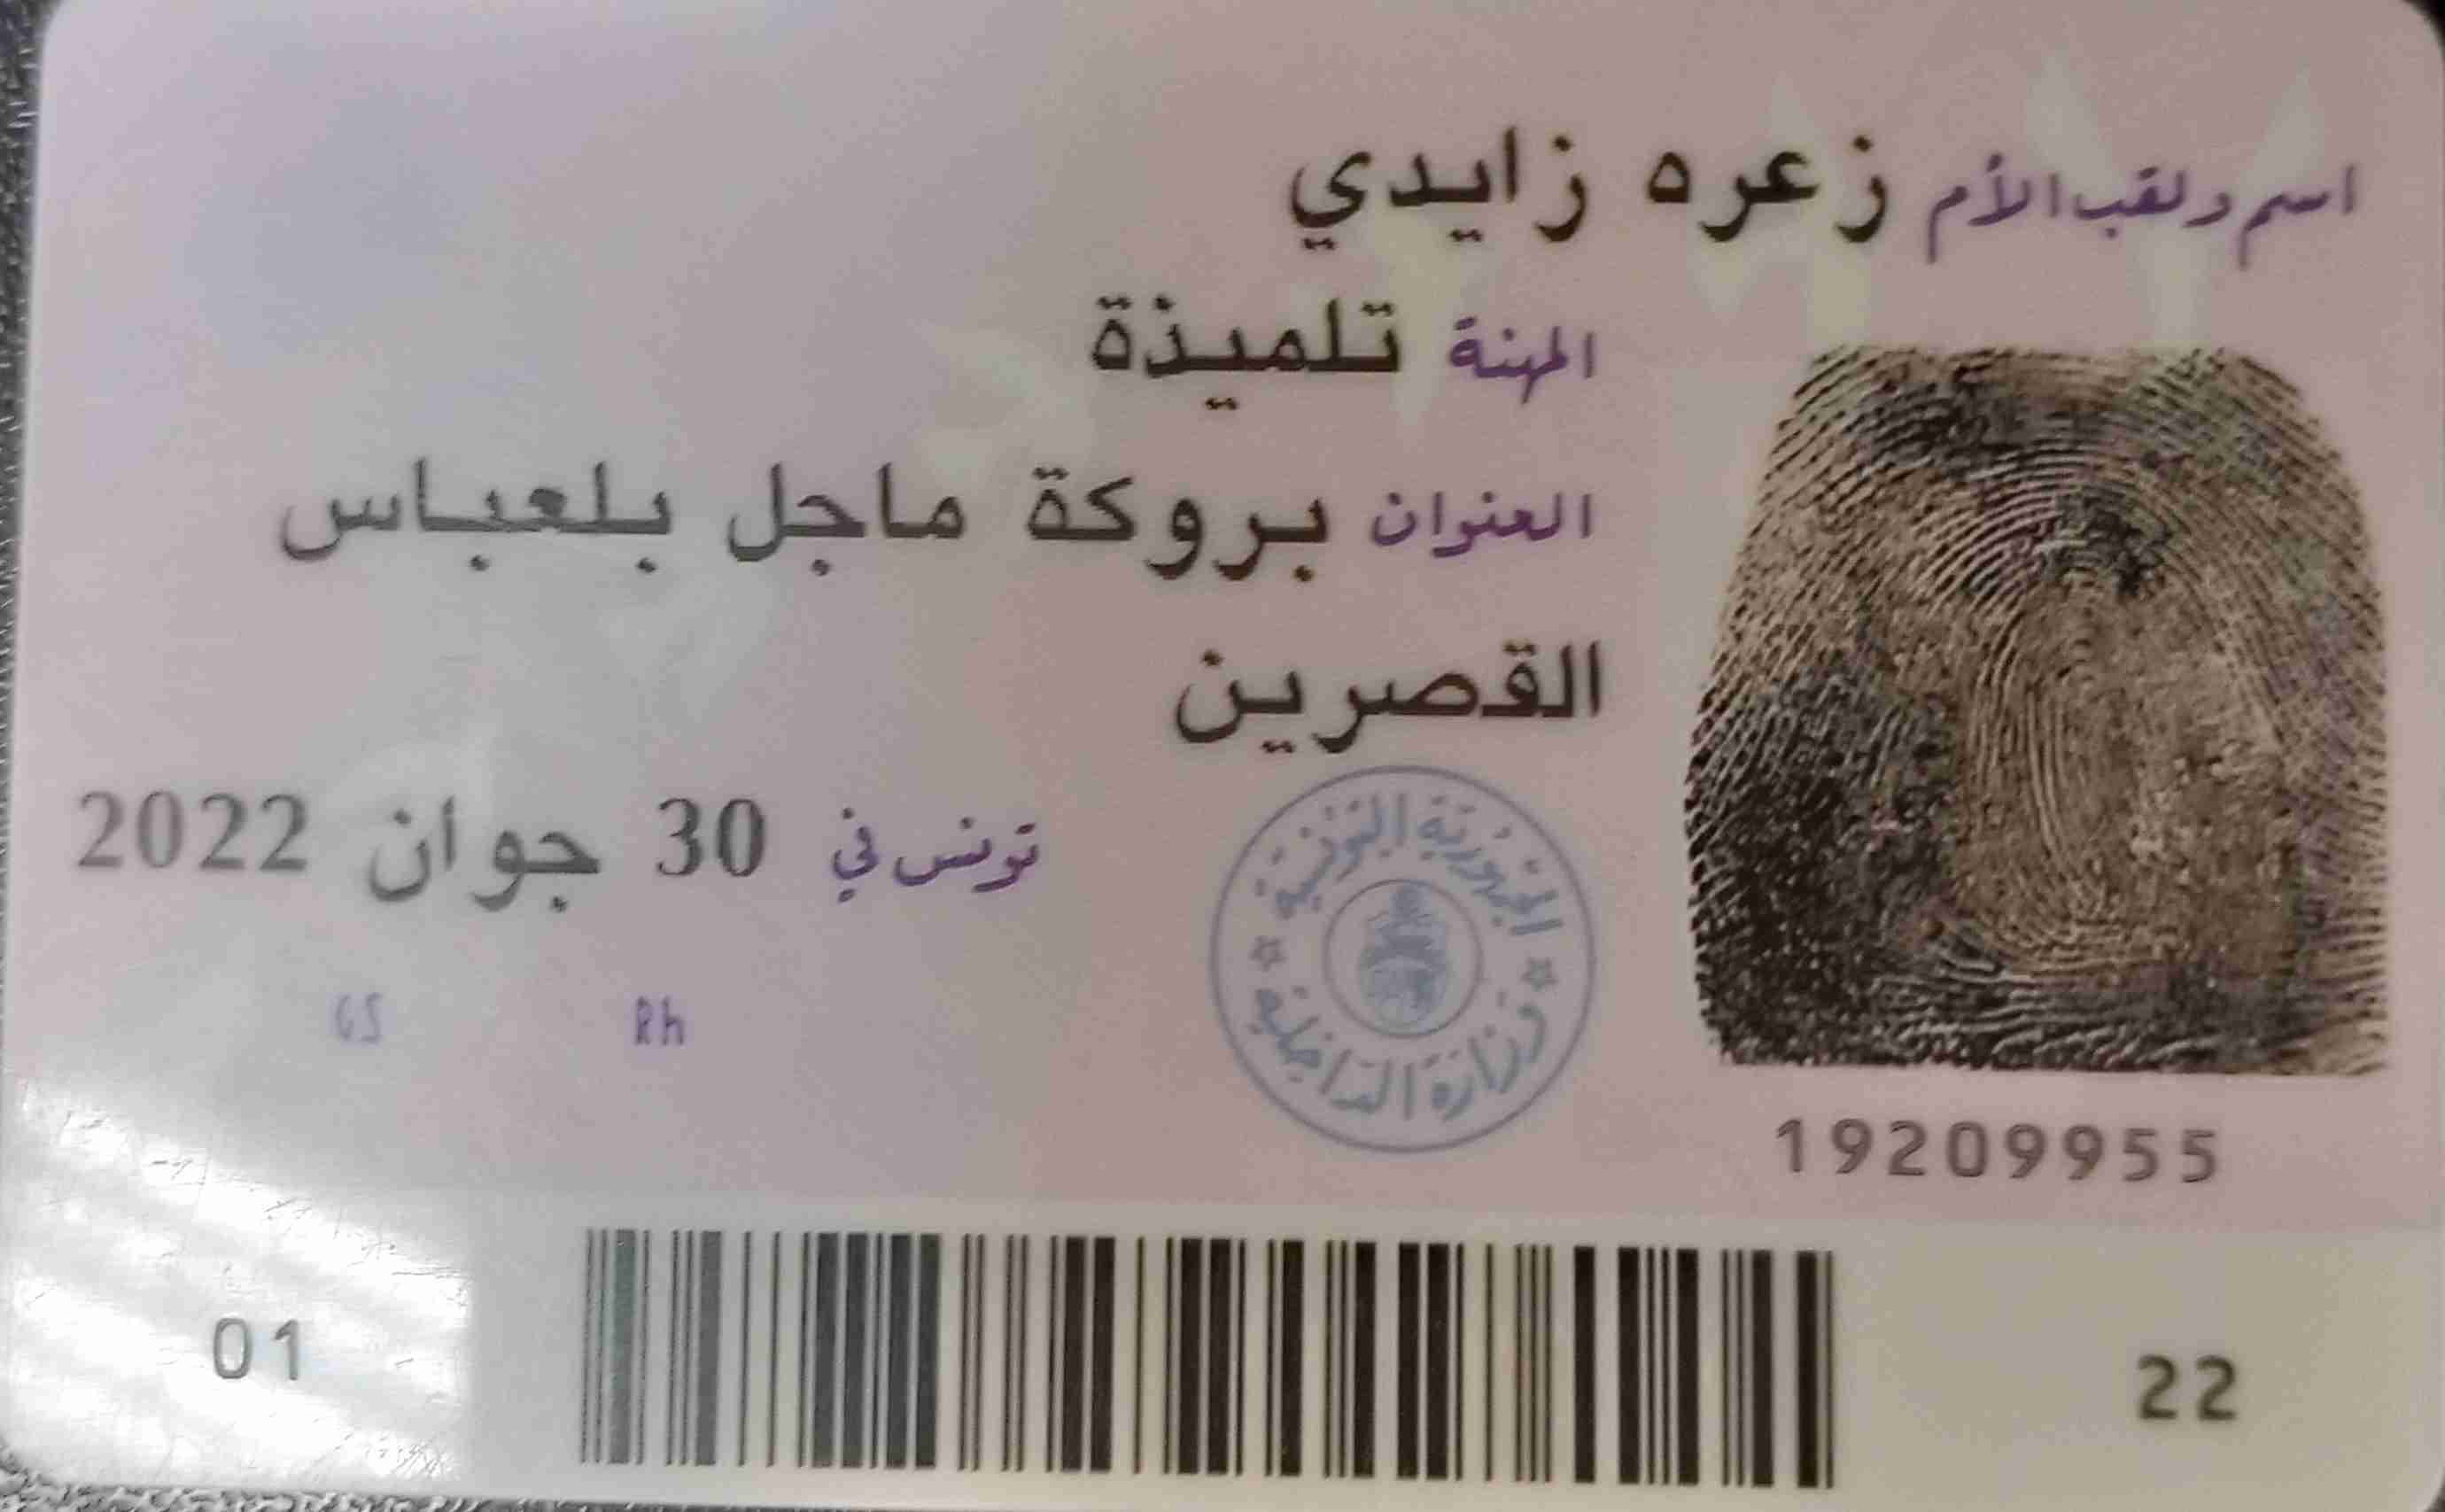 اسم ولقب الأم زعره زايدي
المهنة تلميذة
العنوان بروكة ماجل بلعباس
القصرين
تونس في 30 جوان 2022
Rh GS
الجمهورية التونسية
وزارة الداخلية
19209955
22 01